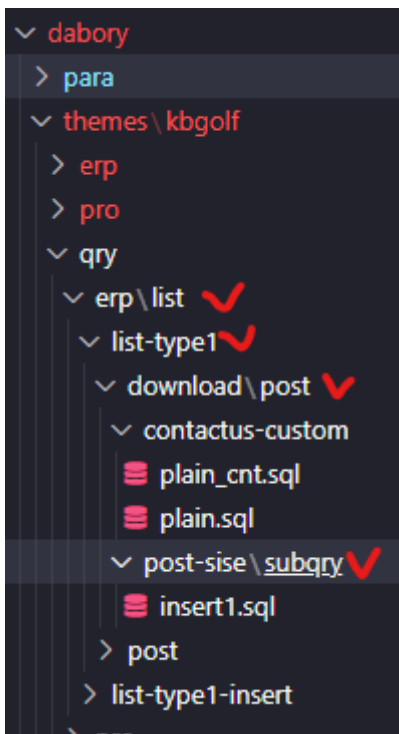 dabory
para
themes\kbgolf
erp
pro
qry
erp\list
list-type1
download\post
contactus-custom
plain_cnt.sql
plain.sql
post-sise\subqry
insert1.sql
post
list-type1-insert